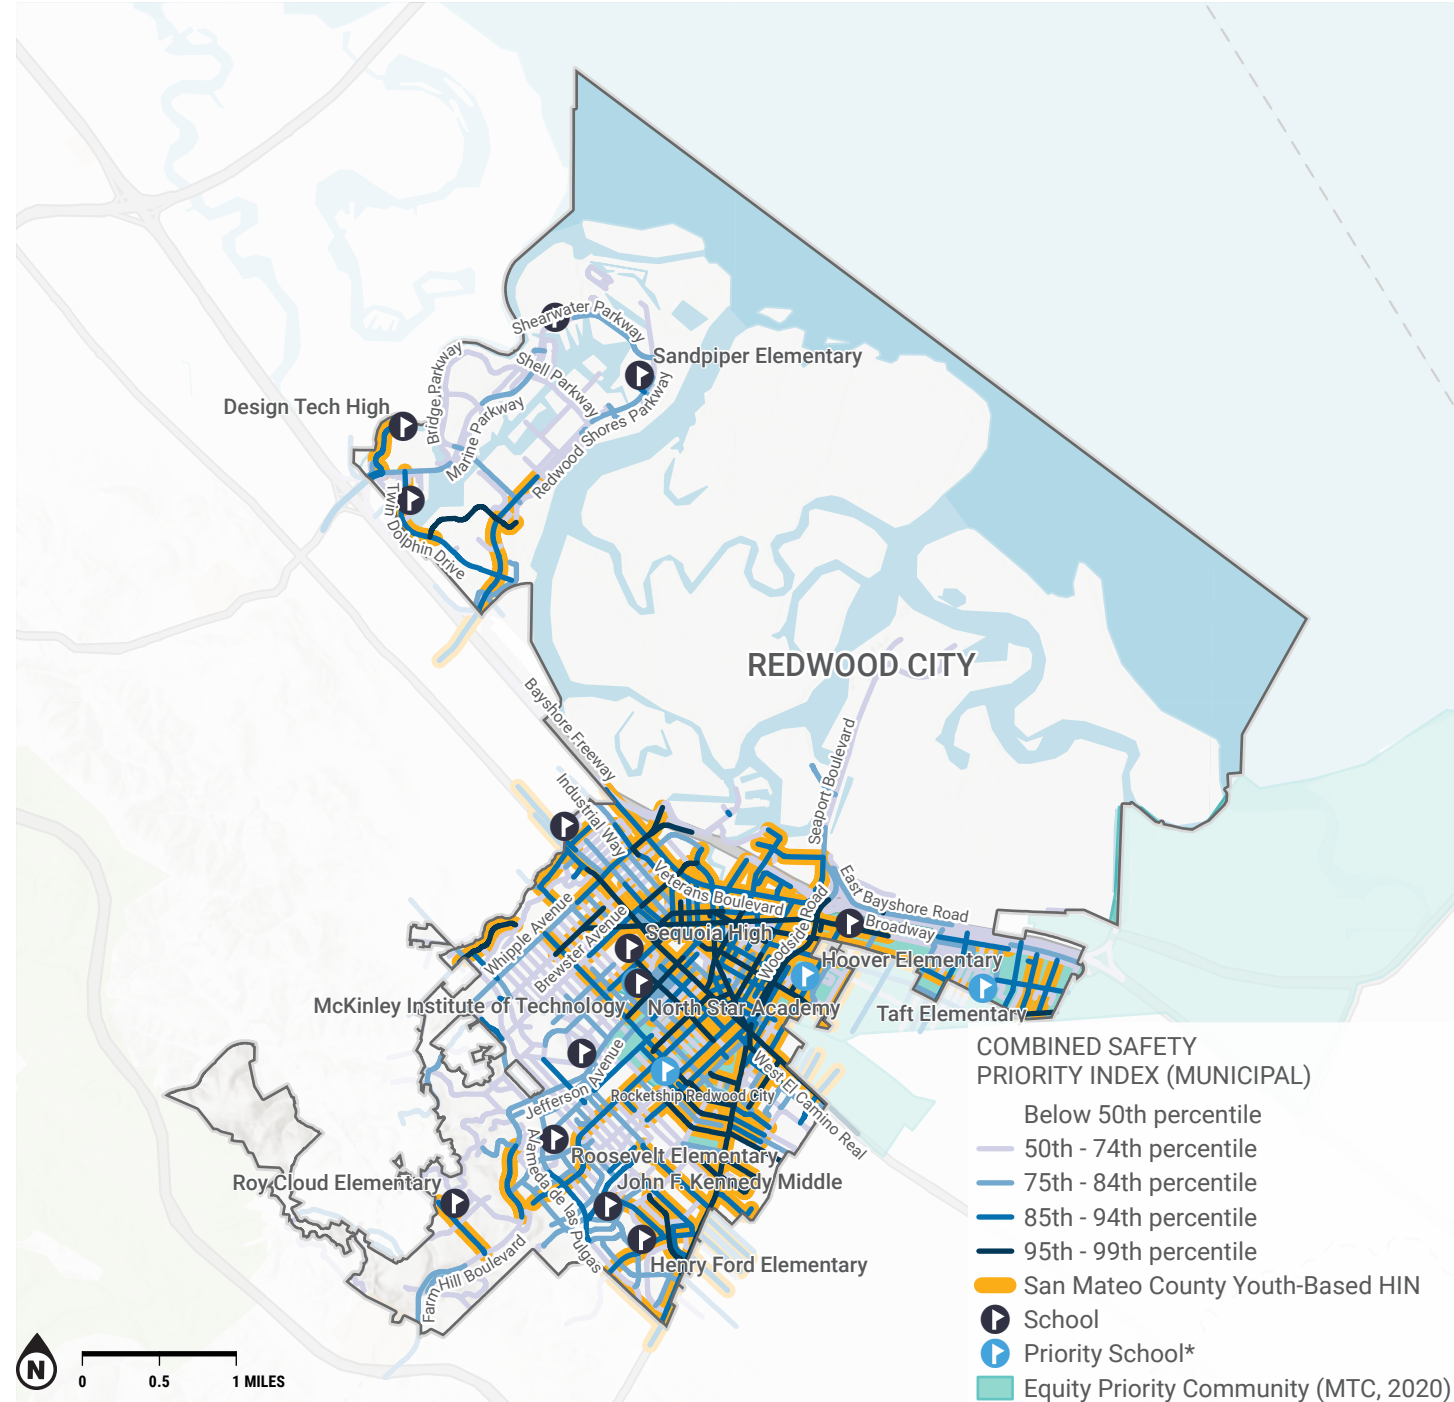 Shearwater Parkway
Sandpiper Elementary
Shell Parkway
Bridge Parkway
Design Tech High
Marine Parkway
Redwood Shores Parkway
Twin Dolphin Drive
REDWOOD CITY
Bayshore Freeway
Seaport Boulevard
Industrial Way
Veterans Boulevard
East Bayshore Road
Broadway
Whipple Avenue
Brewster Avenue
Sequoia High
Woodside Road
Hoover Elementary
McKinley Institute of Technology
North Star Academy
Taft Elementary
Jefferson Avenue
West El Camino Real
Rocketship Redwood City
Alameda de las Pulgas
Roosevelt Elementary
John F. Kennedy Middle
Roy Cloud Elementary
Farm Hill Boulevard
Henry Ford Elementary
COMBINED SAFETY
PRIORITY INDEX (MUNICIPAL)
Below 50th percentile
50th - 74th percentile
75th - 84th percentile
85th - 94th percentile
95th - 99th percentile
San Mateo County Youth-Based HIN
School
Priority School*
Equity Priority Community (MTC, 2020)
N
0 0.5 1 MILES